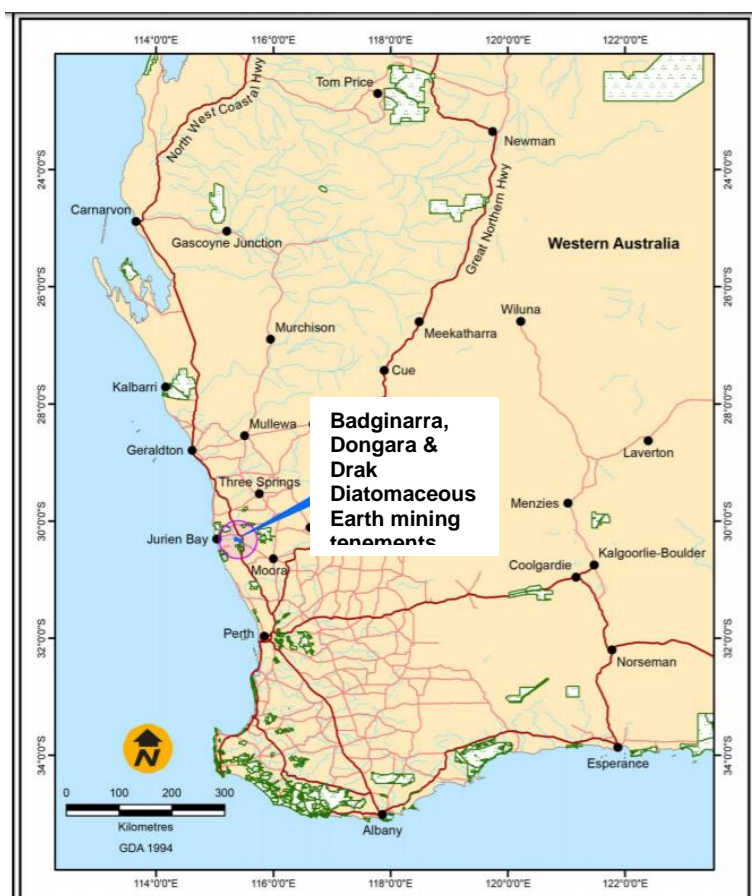 114°0'0"E 116°0'0"E 118°0'0"E 120°0'0"E 122°0'0"E
North West Coastal Hwy
Tom Price
Newman
24°0'0"S
24°0'0"S
Carnarvon
Gascoyne Junction
Great Northern Hwy
Western Australia
26°0'0"S
26°0'0"S
Murchison
Meekatharra
Wiluna
Kalbarri
Cue
28°0'0"S
28°0'0"S
Mullewa
Geraldton
Badginarra,
Dongara &
Drak
Diatomaceous
Earth mining
tenements
Laverton
Three Springs
Menzies
30°0'0"S
30°0'0"S
Jurien Bay
Moora
Coolgardie
Kalgoorlie-Boulder
32°0'0"S
32°0'0"S
Perth
Norseman
34°0'0"S
34°0'0"S
N
Esperance
0 100 200 300
Kilometres
GDA 1994
Albany
114°0'0"E 116°0'0"E 118°0'0"E 120°0'0"E 122°0'0"E